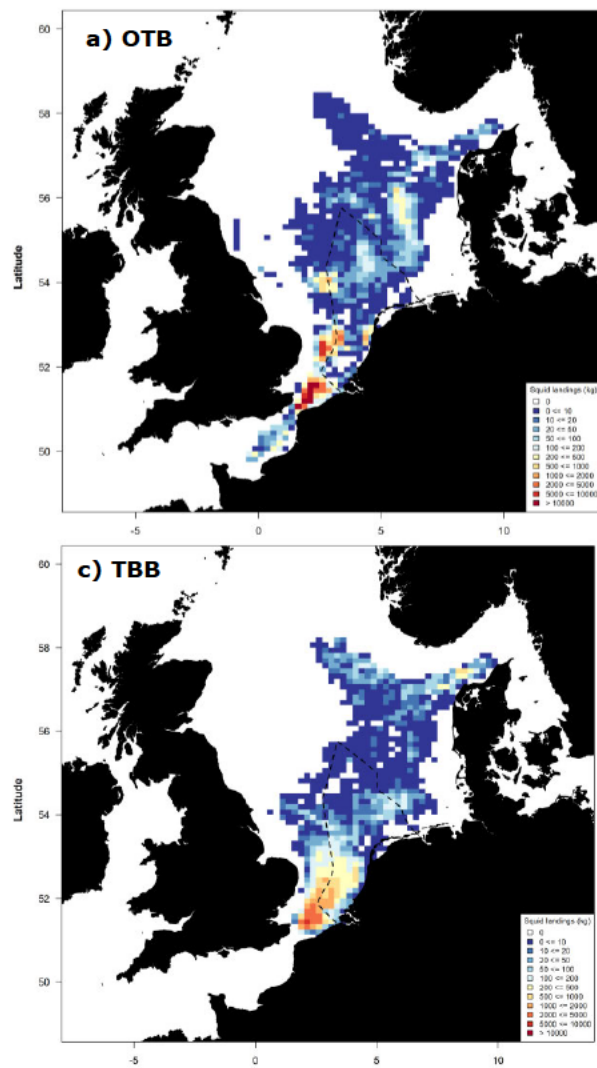 a) OTB
60
58
56
54
52
50
Latitude
-5
0
5
10
Squid landings (kg)
0
0 <= 10
10 <= 20
20 <= 50
50 <= 100
100 <= 200
200 <= 500
500 <= 1000
1000 <= 2000
2000 <= 5000
5000 <= 10000
> 10000
c) TBB
60
58
56
54
52
50
Latitude
-5
0
5
10
Squid landings (kg)
0
0 <= 10
10 <= 20
20 <= 50
50 <= 100
100 <= 200
200 <= 500
500 <= 1000
1000 <= 2000
2000 <= 5000
5000 <= 10000
> 10000